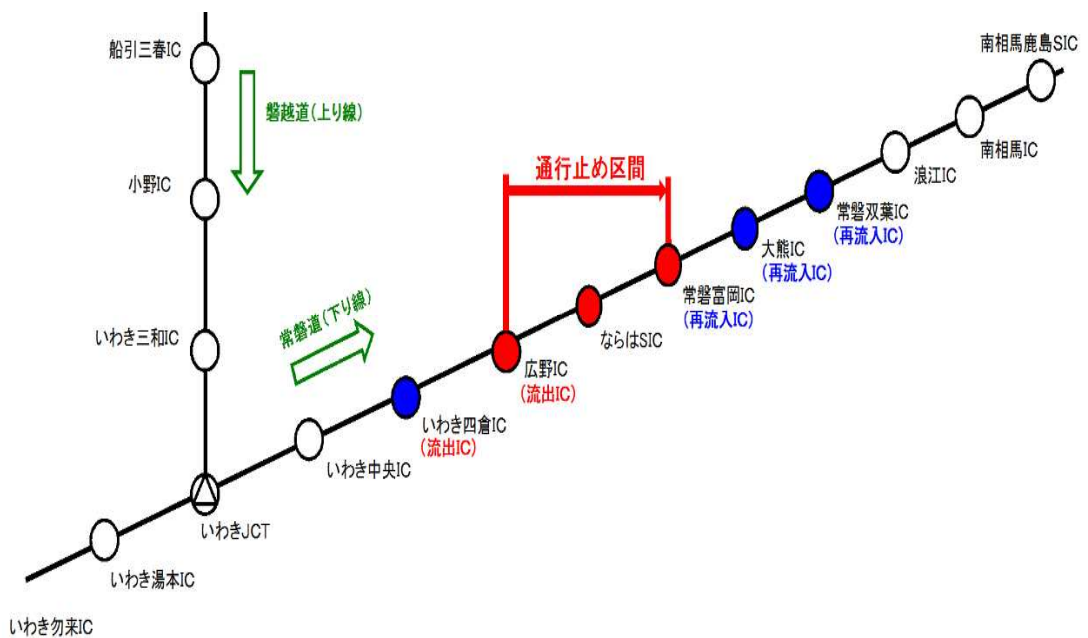 南相馬鹿島SIC
船引三春IC
磐越道(上り線)
南相馬IC
通行止め区間
浪江IC
小野IC
常磐双葉IC
(再流入IC)
大熊IC
(再流入IC)
常磐富岡IC
(再流入IC)
常磐道(下り線)
いわき三和IC
ならはSIC
広野IC
(流出IC)
いわき四倉IC
(流出IC)
いわき中央IC
いわきJCT
いわき湯本IC
いわき勿来IC